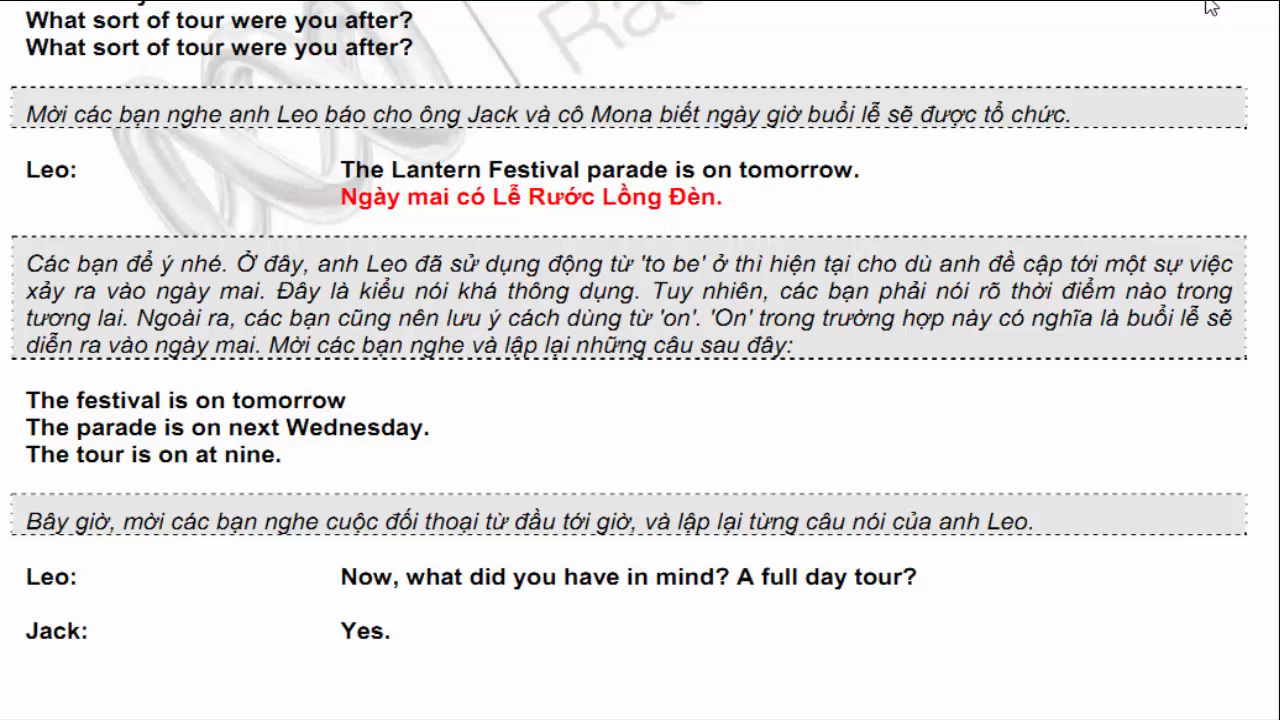 What sort of tour were you after?
What sort of tour were you after?
Mời các bạn nghe anh Leo báo cho ông Jack và cô Mona biết ngày giờ buổi lễ sẽ được tổ chức.
Leo: The Lantern Festival parade is on tomorrow.
Ngày mai có Lễ Rước Lồng Đèn.
Các bạn để ý nhé. Ở đây, anh Leo đã sử dụng động từ 'to be' ở thì hiện tại cho dù anh đề cập tới một sự việc
xảy ra vào ngày mai. Đây là kiểu nói khá thông dụng. Tuy nhiên, các bạn phải nói rõ thời điểm nào trong
tương lai. Ngoài ra, các bạn cũng nên lưu ý cách dùng từ 'on'. 'On' trong trường hợp này có nghĩa là buổi lễ sẽ
diễn ra vào ngày mai. Mời các bạn nghe và lập lại những câu sau đây:
The festival is on tomorrow
The parade is on next Wednesday.
The tour is on at nine.
Bây giờ, mời các bạn nghe cuộc đối thoại từ đầu tới giờ, và lập lại từng câu nói của anh Leo.
Leo: Now, what did you have in mind? A full day tour?
Jack: Yes.